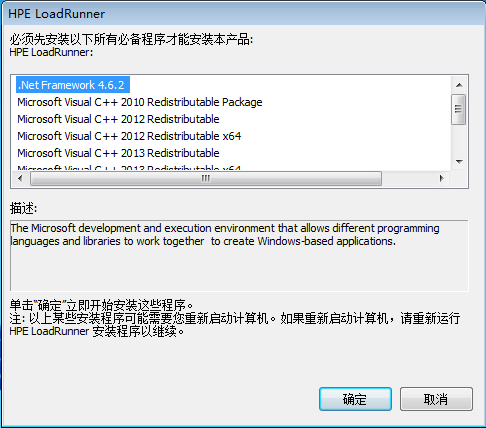 HPE LoadRunner
必须先安装以下所有必备程序才能安装本产品:
HPE LoadRunner:
.Net Framework 4.6.2
Microsoft Visual C++ 2010 Redistributable Package
Microsoft Visual C++ 2012 Redistributable
Microsoft Visual C++ 2012 Redistributable x64
Microsoft Visual C++ 2013 Redistributable
Microsoft Visual C++ 2013 Redistributable x64
描述:
The Microsoft development and execution environment that allows different programming
languages and libraries to work together  to create Windows-based applications.
单击"确定"立即开始安装这些程序。
注: 以上某些安装程序可能需要您重新启动计算机。如果重新启动计算机，请重新运行
HPE LoadRunner 安装程序以继续。
确定
取消